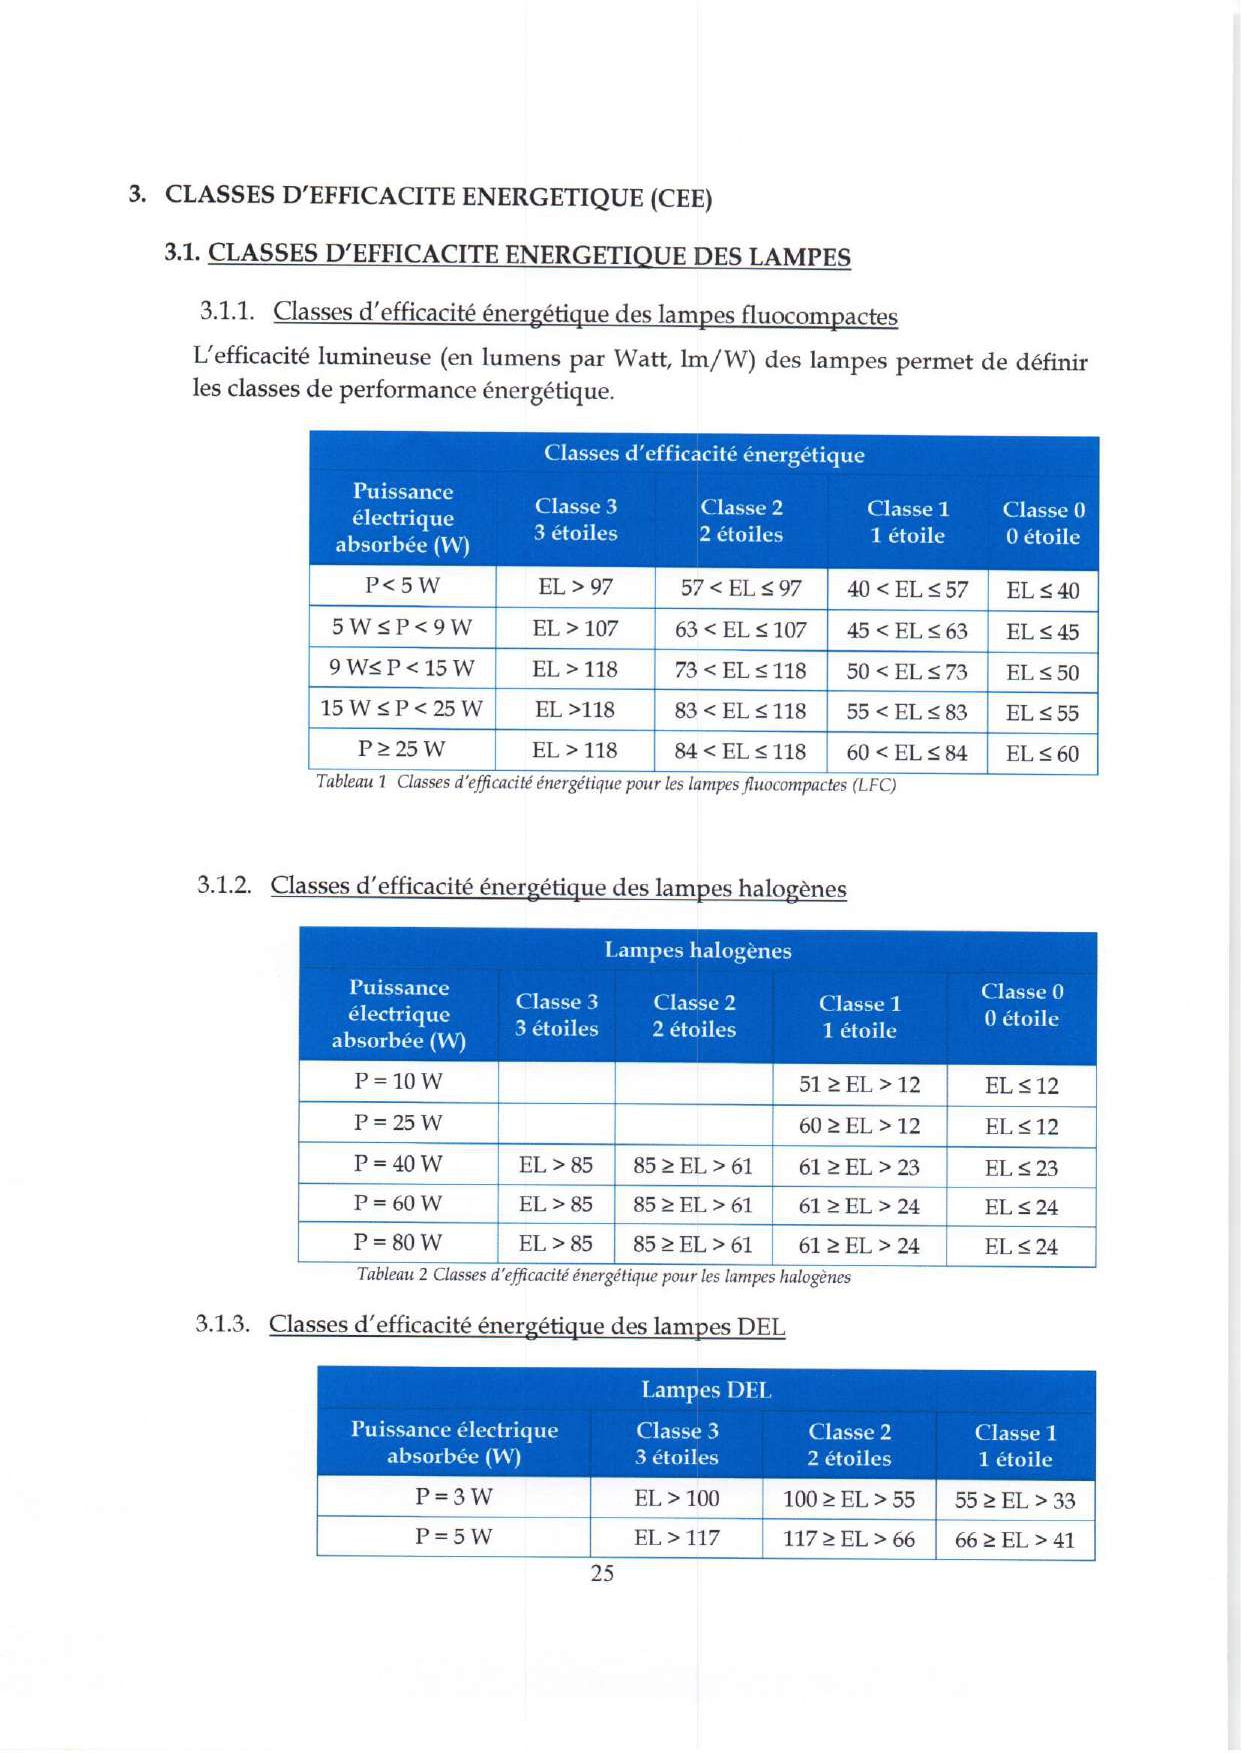 3. CLASSES D'EFFICACITE ENERGETIQUE (CEE)
3.1. CLASSES D'EFFICACITE ENERGETIQUE DES LAMPES
3.1.1. Classes d'efficacité énergétique des lampes fluocompactes
L'efficacité lumineuse (en lumens par Watt, lm/W) des lampes permet de définir
les classes de performance énergétique.
Classes d'efficacité énergétique
Puissance électrique absorbée (W) Classe 3 3 étoiles Classe 2 2 étoiles Classe 1 1 étoile Classe 0 0 étoile
P< 5 W EL > 97 57 < EL ≤ 97 40 < EL ≤ 57 EL ≤ 40
5 W ≤ P < 9 W EL > 107 63 < EL ≤ 107 45 < EL ≤ 63 EL ≤ 45
9 W≤ P < 15 W EL > 118 73 < EL ≤ 118 50 < EL ≤ 73 EL ≤ 50
15 W ≤ P < 25 W EL >118 83 < EL ≤ 118 55 < EL ≤ 83 EL ≤ 55
P ≥ 25 W EL > 118 84 < EL ≤ 118 60 < EL ≤ 84 EL ≤ 60
Tableau 1 Classes d'efficacité énergétique pour les lampes fluocompactes (LFC)
3.1.2. Classes d'efficacité énergétique des lampes halogènes
Lampes halogènes
Puissance électrique absorbée (W) Classe 3 3 étoiles Classe 2 2 étoiles Classe 1 1 étoile Classe 0 0 étoile
P = 10 W 51 ≥ EL > 12 EL ≤ 12
P = 25 W 60 ≥ EL > 12 EL ≤ 12
P = 40 W EL > 85 85 ≥ EL > 61 61 ≥ EL > 23 EL ≤ 23
P = 60 W EL > 85 85 ≥ EL > 61 61 ≥ EL > 24 EL ≤ 24
P = 80 W EL > 85 85 ≥ EL > 61 61 ≥ EL > 24 EL ≤ 24
Tableau 2 Classes d'efficacité énergétique pour les lampes halogènes
3.1.3. Classes d'efficacité énergétique des lampes DEL
Lampes DEL
Puissance électrique absorbée (W) Classe 3 3 étoiles Classe 2 2 étoiles Classe 1 1 étoile
P = 3 W EL > 100 100 ≥ EL > 55 55 ≥ EL > 33
P = 5 W EL > 117 117 ≥ EL > 66 66 ≥ EL > 41
25